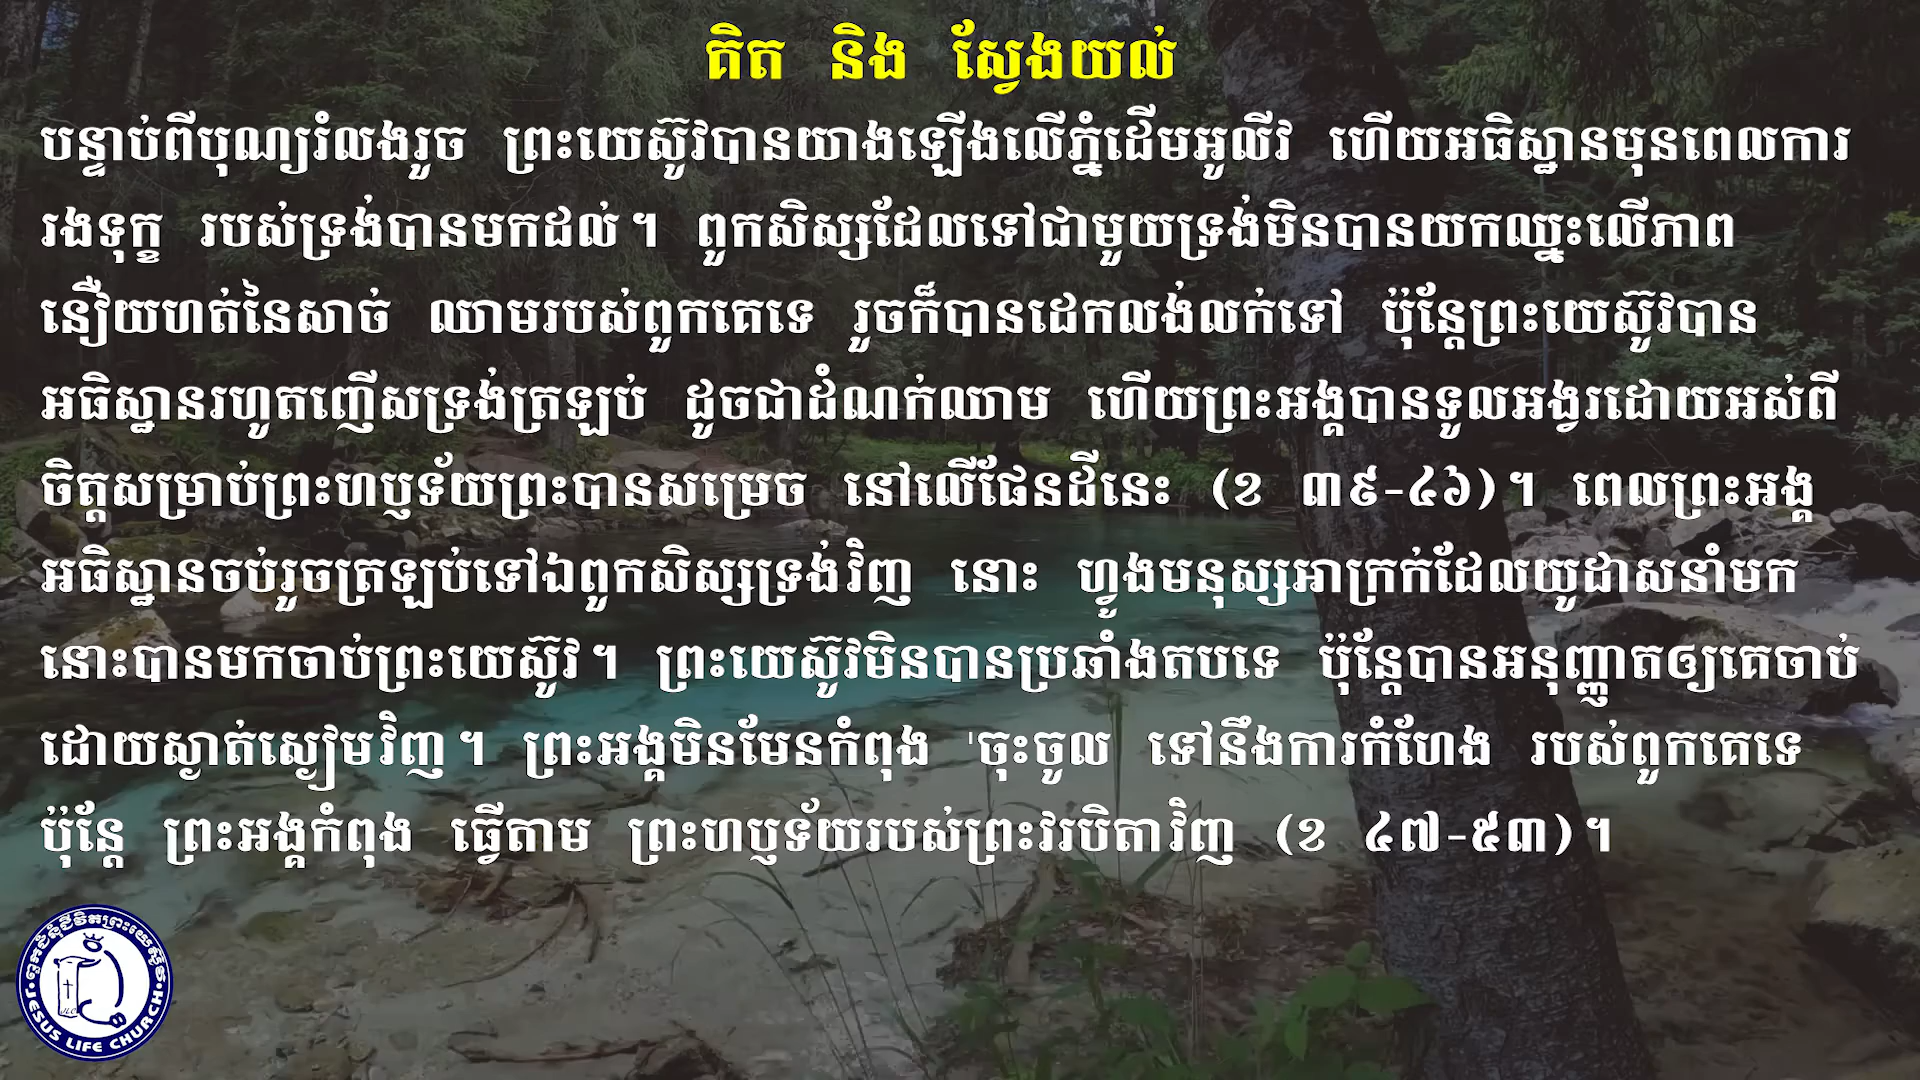 គិត និង ស្វែងយល់
បន្ទាប់ពីបុណ្យរំលងរួច ព្រះយេស៊ូវបានយាងឡើងលើភ្នំដើមអូលីវ ហើយអធិស្ឋានមុនពេលការ
រងទុក្ខ របស់ទ្រង់បានមកដល់។ ពួកសិស្សដែលទៅជាមួយទ្រង់មិនបានយកឈ្នះលើភាព
នឿយហត់នៃសាច់ ឈាមរបស់ពួកគេទេ រួចក៏បានដេកលង់លក់ទៅ ប៉ុន្តែព្រះយេស៊ូវបាន
អធិស្ឋានរហូតញើសទ្រង់ត្រឡប់ ដូចជាដំណក់ឈាម ហើយព្រះអង្គបានទូលអង្វរដោយអស់ពី
ចិត្តសម្រាប់ព្រះហប្ញទ័យព្រះបានសម្រេច នៅលើផែនដីនេះ (ខ ៣៩-៤៦)។ ពេលព្រះអង្គ
អធិស្ឋានចប់រួចត្រឡប់ទៅឯពួកសិស្សទ្រង់វិញ នោះ ហ្វូងមនុស្សអាក្រក់ដែលយូដាសនាំមក
នោះបានមកចាប់ព្រះយេស៊ូវ។ ព្រះយេស៊ូវមិនបានប្រឆាំងតបទេ ប៉ុន្តែបានអនុញ្ញាតឲ្យគេចាប់
ដោយស្ងាត់ស្ងៀមវិញ។ ព្រះអង្គមិនមែនកំពុង 'ចុះចូល ទៅនឹងការកំហែង របស់ពួកគេទេ
ប៉ុន្តែ ព្រះអង្គកំពុង ធ្វើតាម ព្រះហប្ញទ័យរបស់ព្រះវរបិតាវិញ (ខ ៤៧-៥៣)។
ពួកជំនុំជីវិតព្រះយេស៊ូវ
JESUS LIFE CHURCH
JLC